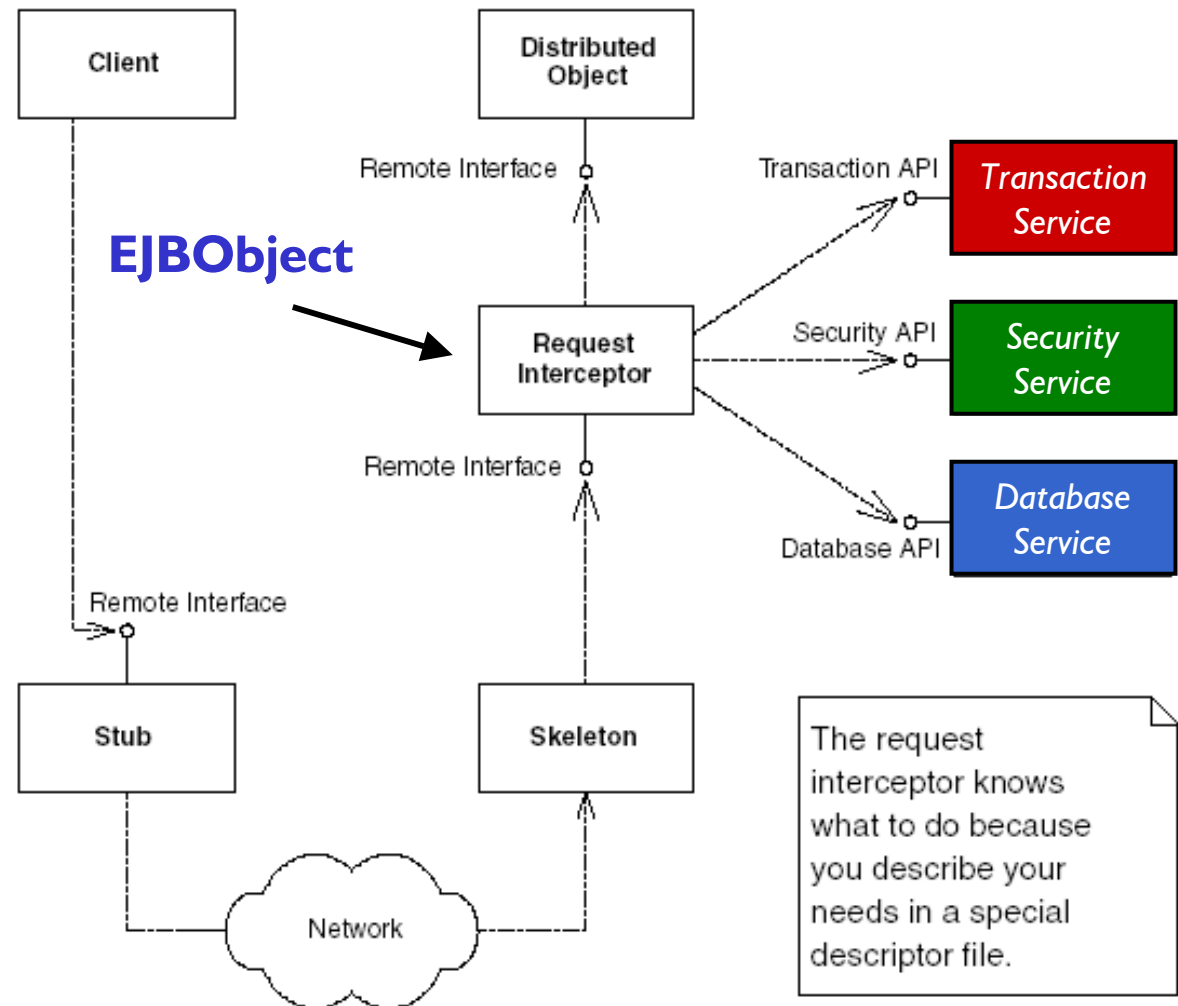 Client
Distributed
Object
Remote Interface
Transaction API
Transaction
Service
EJBObject
Request
Interceptor
Security API
Security
Service
Remote Interface
Database API
Database
Service
Remote Interface
Stub
Skeleton
Network
The request
interceptor knows
what to do because
you describe your
needs in a special
descriptor file.